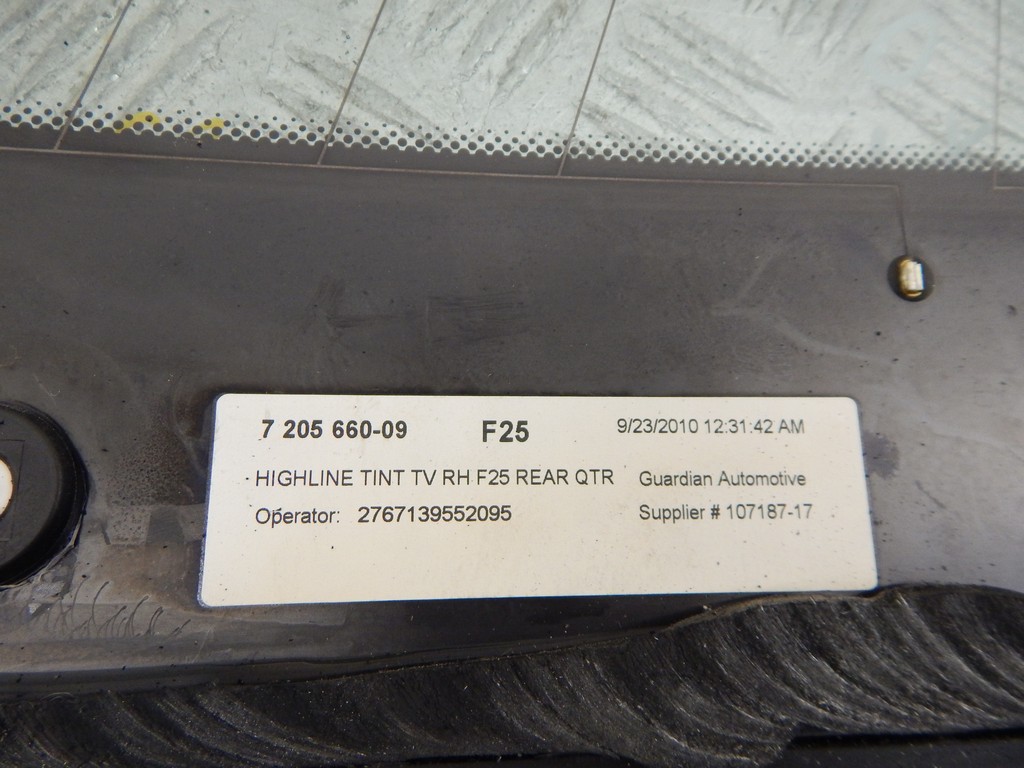 7 205 660-09 F25 9/23/2010 12:31:42 AM
HIGHLINE TINT TV RH F25 REAR QTR Guardian Automotive
Operator: 2767139552095 Supplier # 107187-17